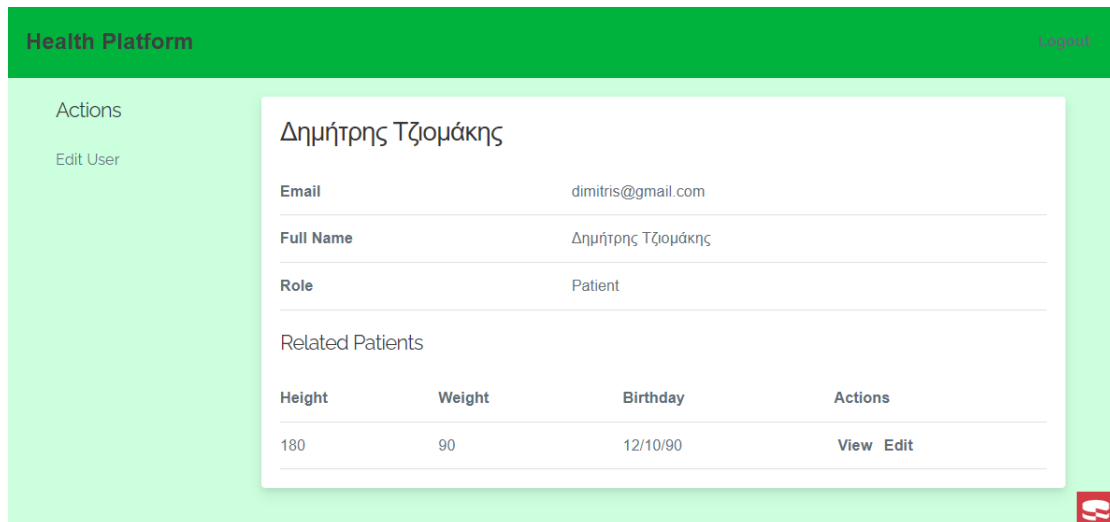 Health Platform Logout
Actions
Edit User
Δημήτρης Τζιομάκης
Email dimitris@gmail.com
Full Name Δημήτρης Τζιομάκης
Role Patient
Related Patients
Height Weight Birthday Actions
180 90 12/10/90 View Edit